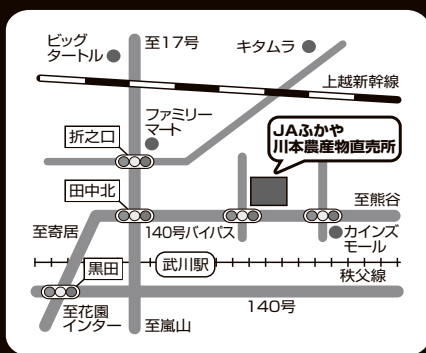 ビッグ
タートル
至17号
キタムラ
上越新幹線
ファミリー
マート
折之口
JAふかや
川本農産物直売所
田中北
至熊谷
至寄居
140号バイパス
カインズ
モール
武川駅
黒田
秩父線
至花園
インター
至嵐山
140号